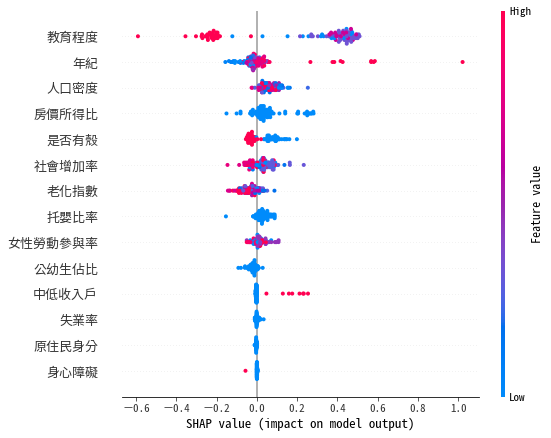 High
教育程度
年紀
人口密度
房價所得比
是否有殼
社會增加率
老化指數
托嬰比率
女性勞動參與率
公幼生佔比
中低收入戶
失業率
原住民身分
身心障礙
Feature value
Low
−0.6 −0.4 −0.2 0.0 0.2 0.4 0.6 0.8 1.0
SHAP value (impact on model output)